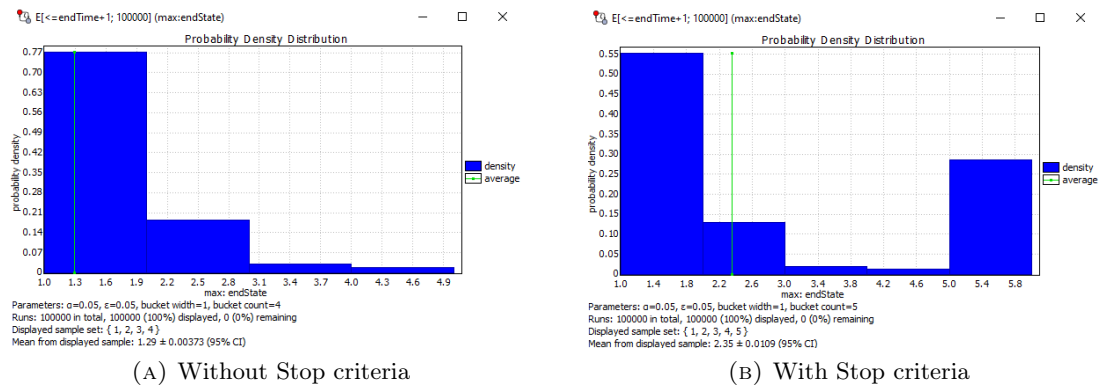 E[<=endTime+1; 100000] (max:endState)
Probability Density Distribution
probability density
0.77
0.70
0.63
0.56
0.49
0.42
0.35
0.28
0.21
0.14
0.07
0
1.0 1.3 1.6 1.9 2.2 2.5 2.8 3.1 3.4 3.7 4.0 4.3 4.6 4.9
max: endState
density
average
Parameters: α=0.05, ε=0.05, bucket width=1, bucket count=4
Runs: 100000 in total, 100000 (100%) displayed, 0 (0%) remaining
Displayed sample set: { 1, 2, 3, 4 }
Mean from displayed sample: 1.29 ± 0.00373 (95% CI)
(A) Without Stop criteria
E[<=endTime+1; 100000] (max:endState)
Probability Density Distribution
probability density
0.55
0.50
0.45
0.40
0.35
0.30
0.25
0.20
0.15
0.10
0.05
0
1.0 1.4 1.8 2.2 2.6 3.0 3.4 3.8 4.2 4.6 5.0 5.4 5.8
max: endState
density
average
Parameters: α=0.05, ε=0.05, bucket width=1, bucket count=5
Runs: 100000 in total, 100000 (100%) displayed, 0 (0%) remaining
Displayed sample set: { 1, 2, 3, 4, 5 }
Mean from displayed sample: 2.35 ± 0.0109 (95% CI)
(B) With Stop criteria